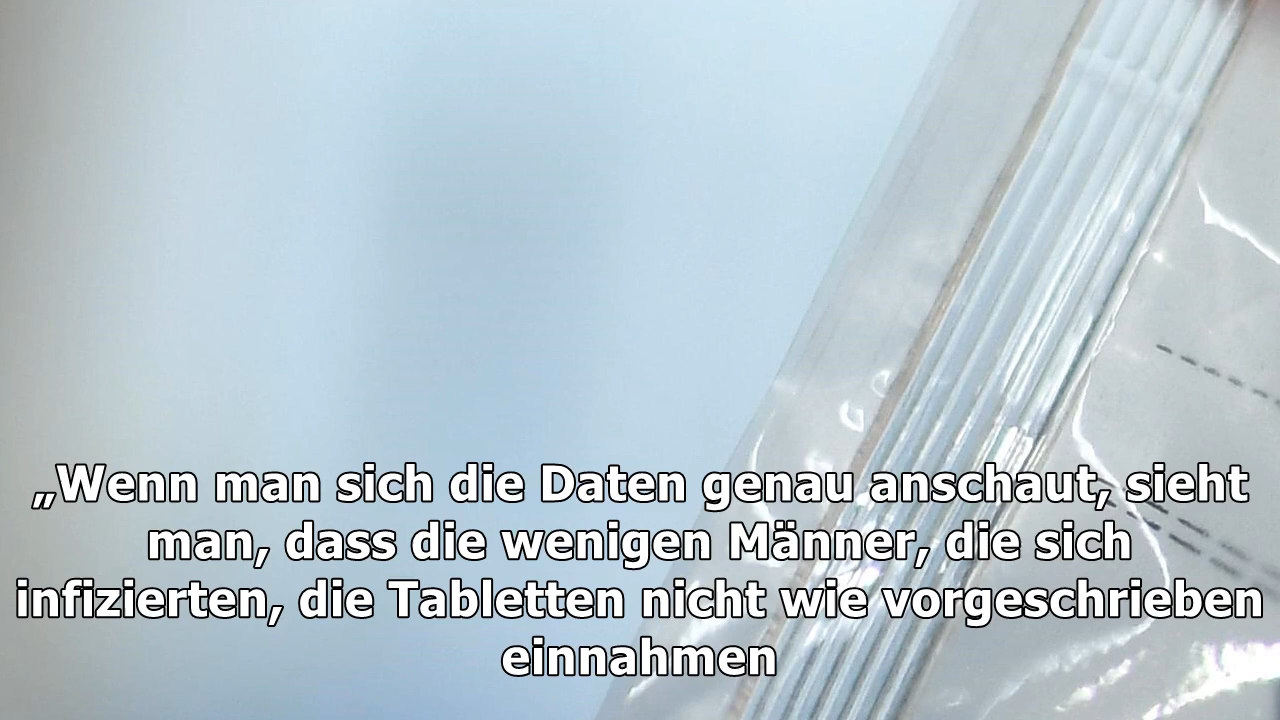 „Wenn man sich die Daten genau anschaut, sieht
man, dass die wenigen Männer, die sich
infizierten, die Tabletten nicht wie vorgeschrieben
einnahmen